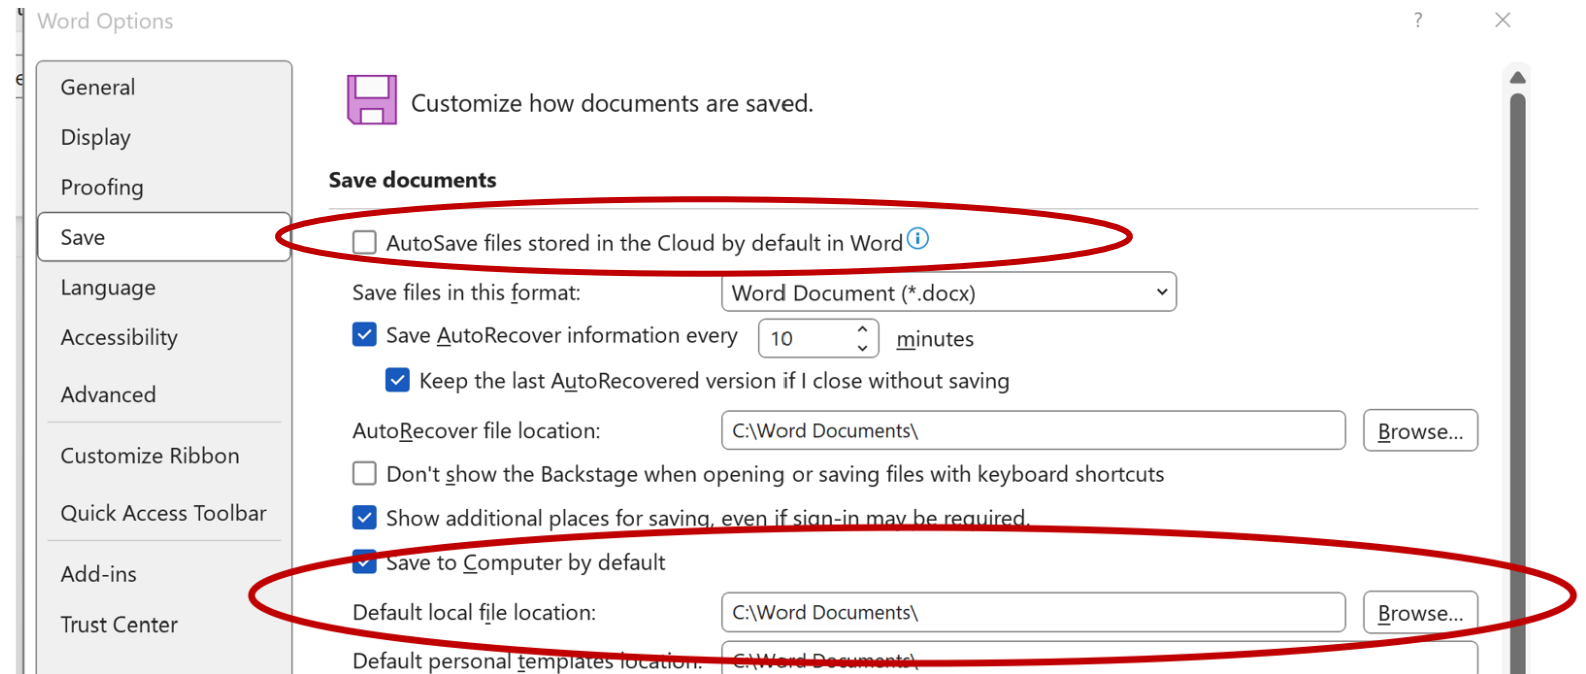 Word Options ?
General
Display
Proofing
Save
Language
Accessibility
Advanced
Customize Ribbon
Quick Access Toolbar
Add-ins
Trust Center
Customize how documents are saved.
Save documents
AutoSave files stored in the Cloud by default in Word
Save files in this format: Word Document (*.docx)
Save AutoRecover information every 10 minutes
Keep the last AutoRecovered version if I close without saving
AutoRecover file location: C:\Word Documents\ Browse...
Don't show the Backstage when opening or saving files with keyboard shortcuts
Show additional places for saving, even if sign-in may be required.
Save to Computer by default
Default local file location: C:\Word Documents\ Browse...
Default personal templates location: C:\Word Documents\